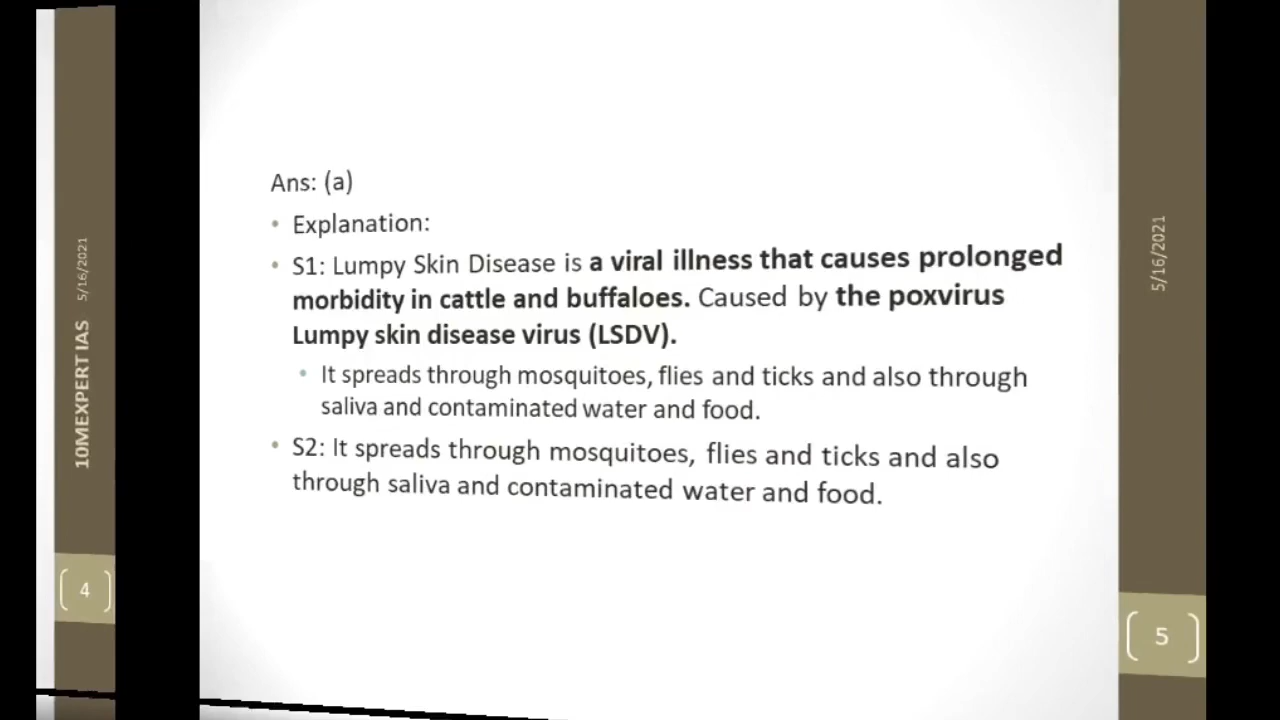 10MEXPERT IAS
5/16/2021
4
Ans: (a)
• Explanation:
• S1: Lumpy Skin Disease is a viral illness that causes prolonged
morbidity in cattle and buffaloes. Caused by the poxvirus
Lumpy skin disease virus (LSDV).
• It spreads through mosquitoes, flies and ticks and also through
saliva and contaminated water and food.
• S2: It spreads through mosquitoes, flies and ticks and also
through saliva and contaminated water and food.
5/16/2021
5